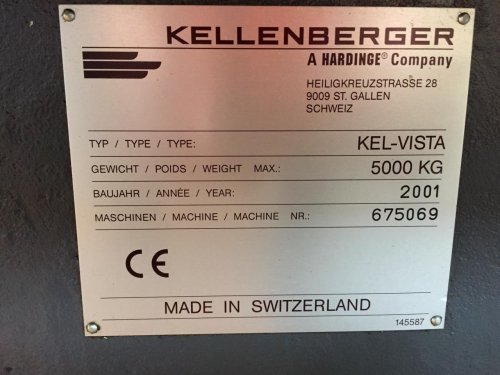 KELLENBERGER
A HARDINGE® Company
HEILIGKREUZSTRASSE 28
9009 ST. GALLEN
SCHWEIZ
TYP / TYPE / TYPE: KEL-VISTA
GEWICHT / POIDS / WEIGHT MAX.: 5000 KG
BAUJAHR / ANNÉE / YEAR: 2001
MASCHINEN / MACHINE / MACHINE NR.: 675069
CE
MADE IN SWITZERLAND
145587